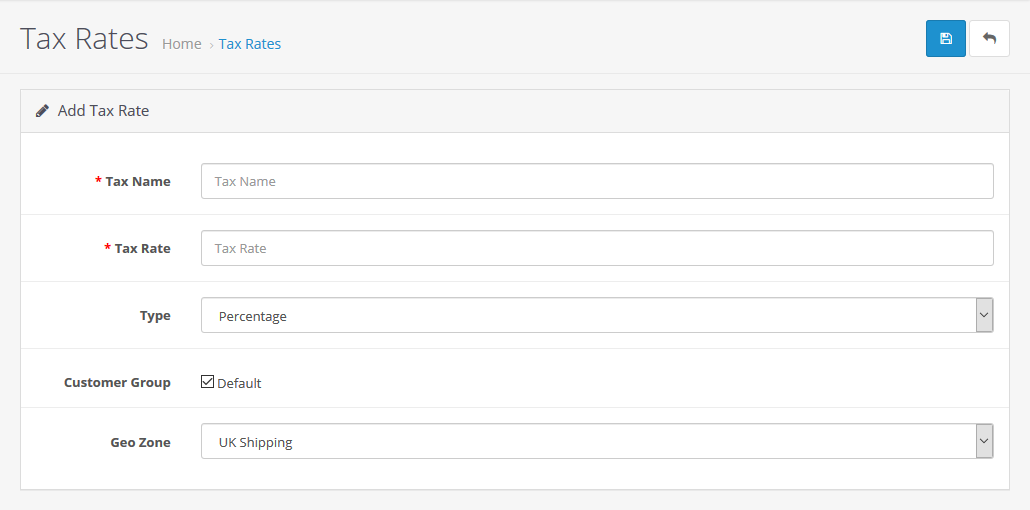 Tax Rates Home › Tax Rates
Add Tax Rate
* Tax Name Tax Name
* Tax Rate Tax Rate
Type Percentage
Customer Group Default
Geo Zone UK Shipping